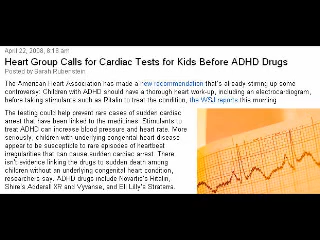 April 22, 2008, 8:16 am
Heart Group Calls for Cardiac Tests for Kids Before ADHD Drugs
Posted by Sarah Rubenstein
The American Heart Association has made a new recommendation that's already stirring up some
controversy: Children with ADHD should have a thorough heart work-up, including an electrocardiogram,
before taking stimulants such as Ritalin to treat the condition, the WSJ reports this morning.
The testing could help prevent rare cases of sudden cardiac
arrest that have been linked to the medicines. Stimulants to
treat ADHD can increase blood pressure and heart rate. More
seriously, children with underlying congenital heart disease
appear to be susceptible to rare episodes of heartbeat
irregularities that can cause sudden cardiac arrest. There
isn't evidence linking the drugs to sudden death among
children without an underlying congenital heart condition,
researchers say. ADHD drugs include Novartis's Ritalin,
Shire's Adderall XR and Vyvanse, and Eli Lilly's Strattera.